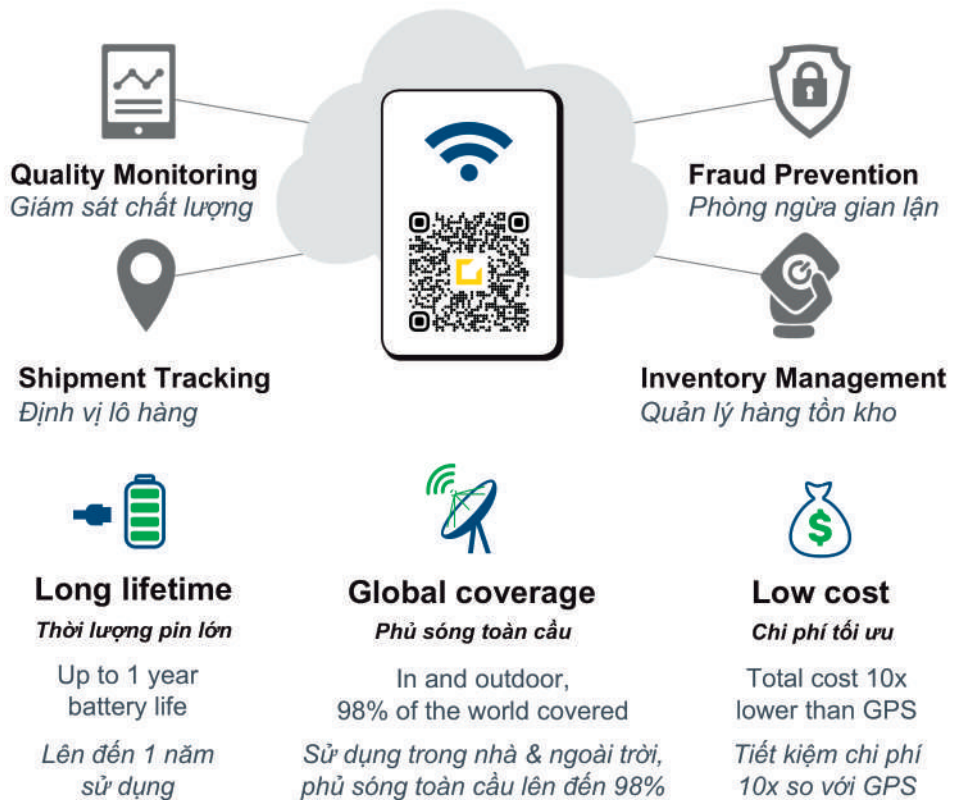 Quality Monitoring
Giám sát chất lượng
Fraud Prevention
Phòng ngừa gian lận
Shipment Tracking
Định vị lô hàng
Inventory Management
Quản lý hàng tồn kho
Long lifetime
Thời lượng pin lớn
Up to 1 year
battery life
Lên đến 1 năm
sử dụng
Global coverage
Phủ sóng toàn cầu
In and outdoor,
98% of the world covered
Sử dụng trong nhà & ngoài trời,
phủ sóng toàn cầu lên đến 98%
$
Low cost
Chi phí tối ưu
Total cost 10x
lower than GPS
Tiết kiệm chi phí
10x so với GPS